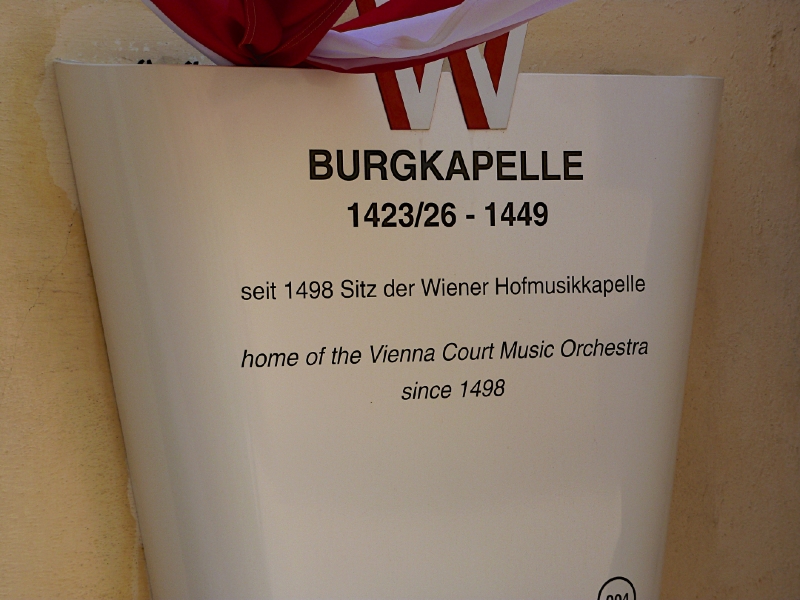 W
BURGKAPELLE
1423/26 - 1449
seit 1498 Sitz der Wiener Hofmusikkapelle
home of the Vienna Court Music Orchestra
since 1498